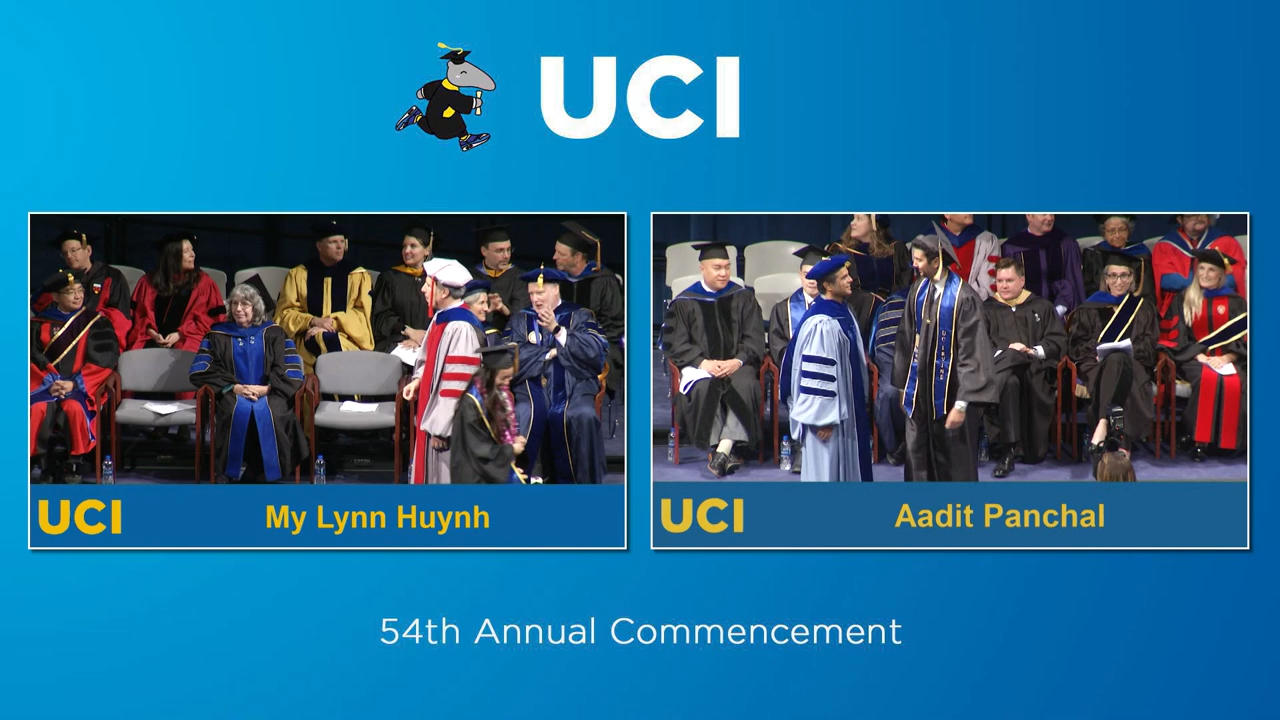 UCI
UCI
My Lynn Huynh
UCI
Aadit Panchal
54th Annual Commencement